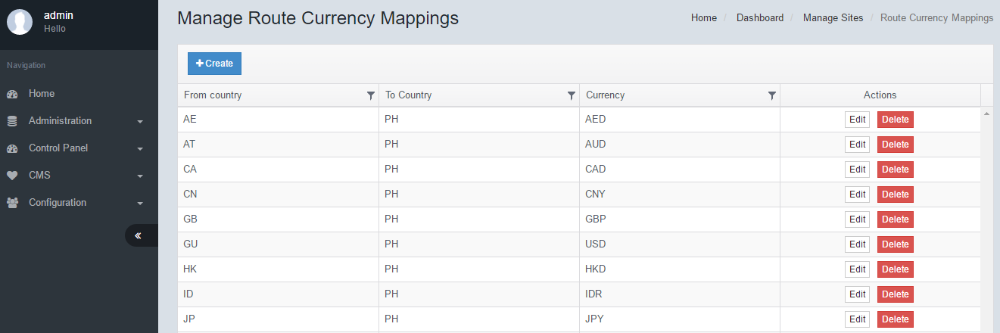 admin
Hello
Navigation
Home
Administration
Control Panel
CMS
Configuration
Manage Route Currency Mappings
Home / Dashboard / Manage Sites / Route Currency Mappings
Create
From country To Country Currency Actions
AE PH AED Edit Delete
AT PH AUD Edit Delete
CA PH CAD Edit Delete
CN PH CNY Edit Delete
GB PH GBP Edit Delete
GU PH USD Edit Delete
HK PH HKD Edit Delete
ID PH IDR Edit Delete
JP PH JPY Edit Delete